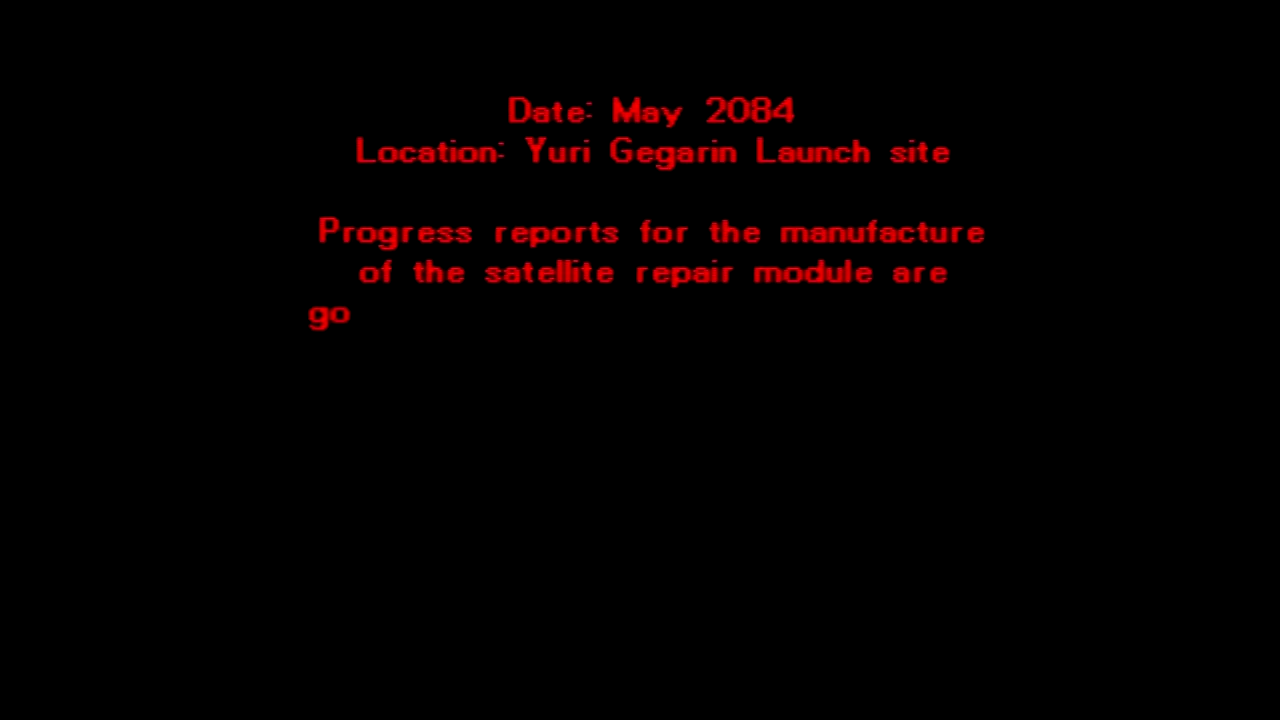 Date: May 2084
Location: Yuri Gegarin Launch site
Progress reports for the manufacture
of the satellite repair module are
go